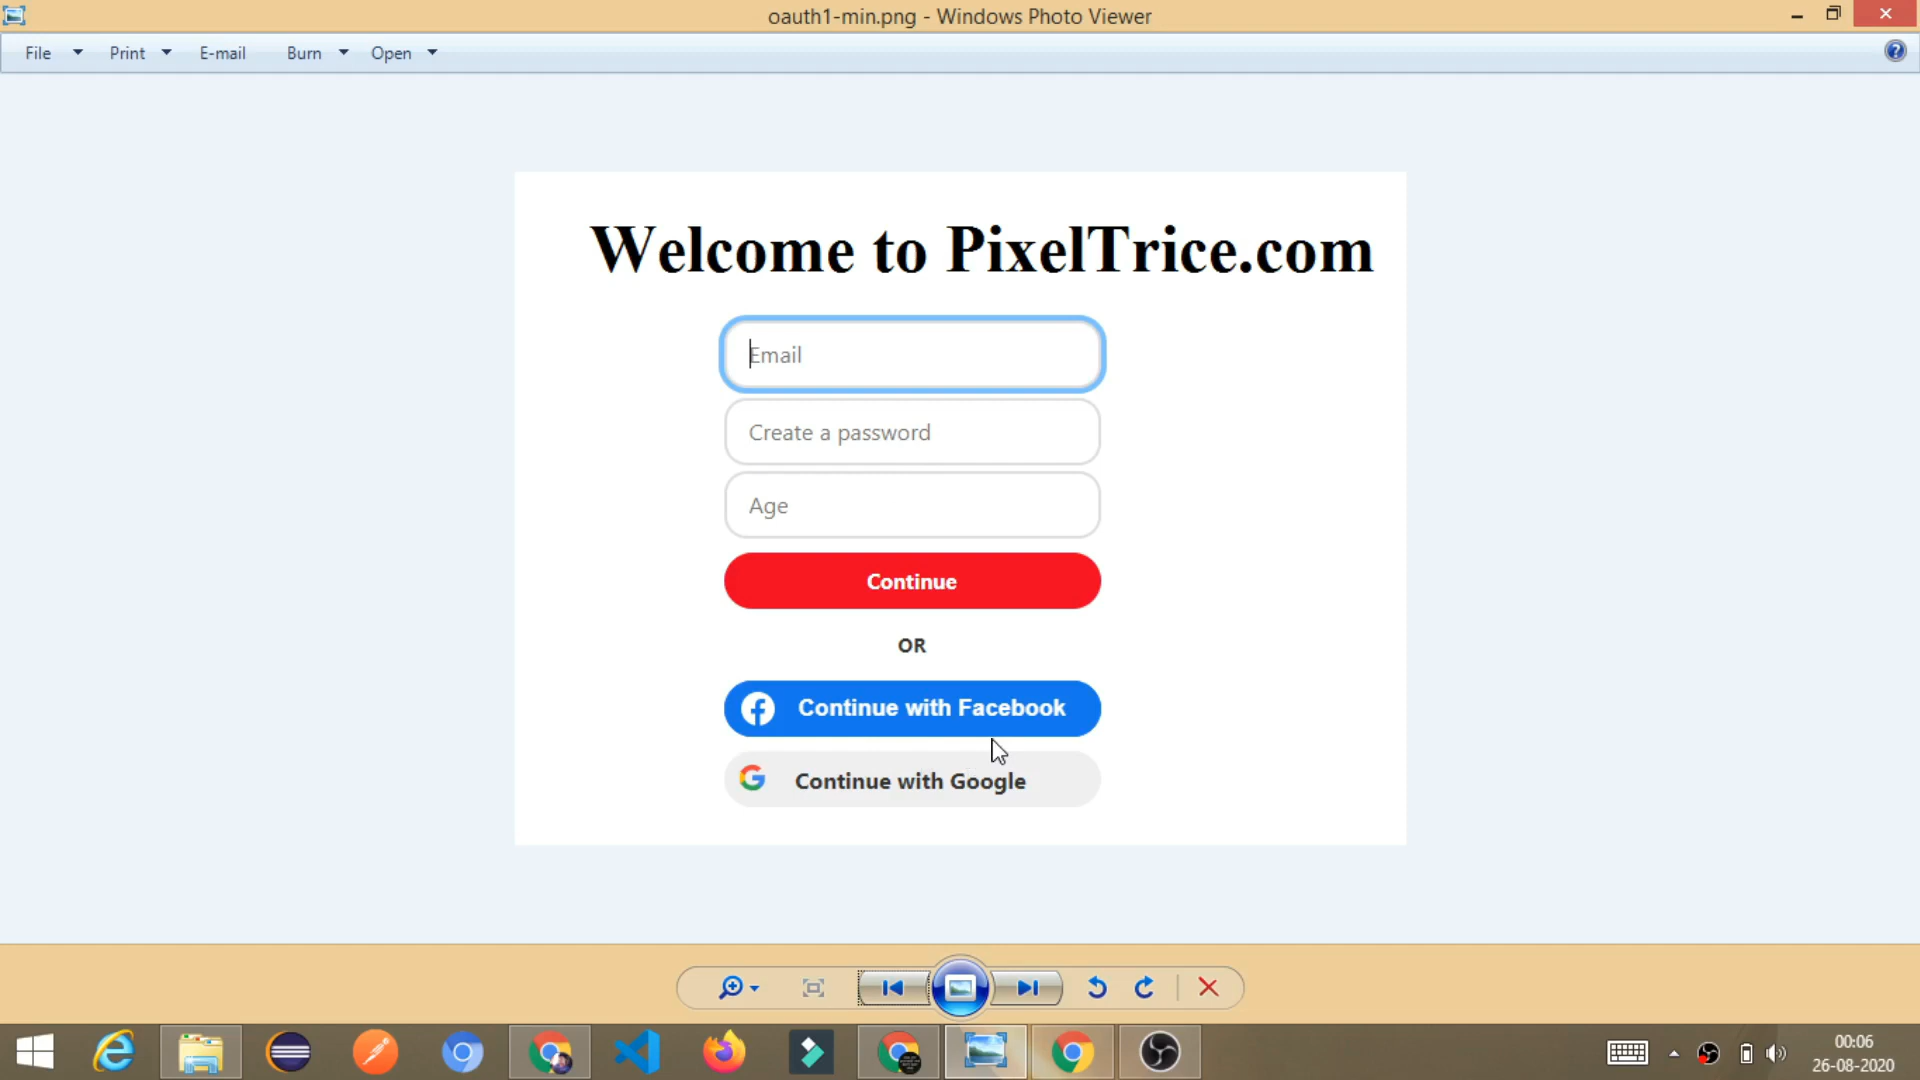 oauth1-min.png - Windows Photo Viewer
File Print E-mail Burn Open
Welcome to PixelTrice.com
Email
Create a password
Age
Continue
OR
Continue with Facebook
Continue with Google
00:06
26-08-2020